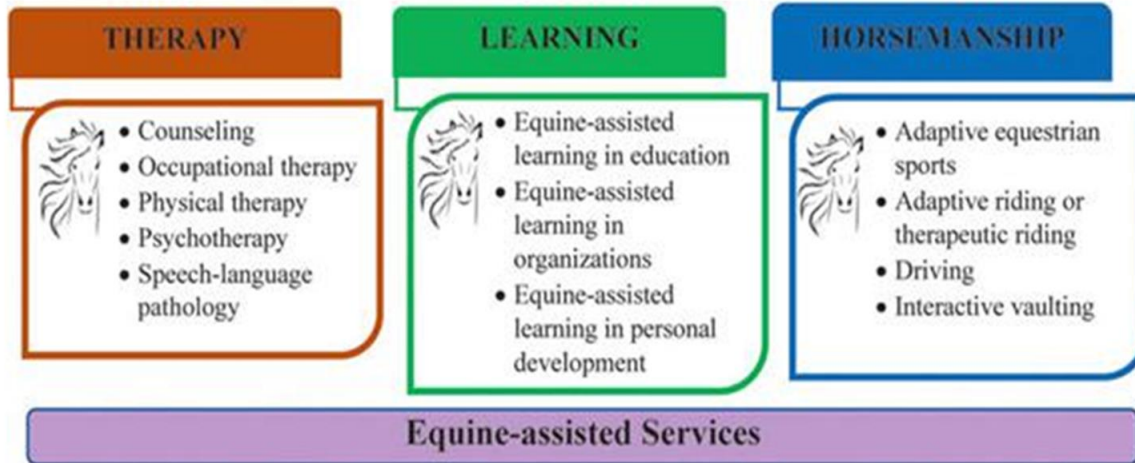 THERAPY
• Counseling
• Occupational therapy
• Physical therapy
• Psychotherapy
• Speech-language
pathology
LEARNING
• Equine-assisted
learning in education
• Equine-assisted
learning in
organizations
• Equine-assisted
learning in personal
development
HORSEMANSHIP
• Adaptive equestrian
sports
• Adaptive riding or
therapeutic riding
• Driving
• Interactive vaulting
Equine-assisted Services